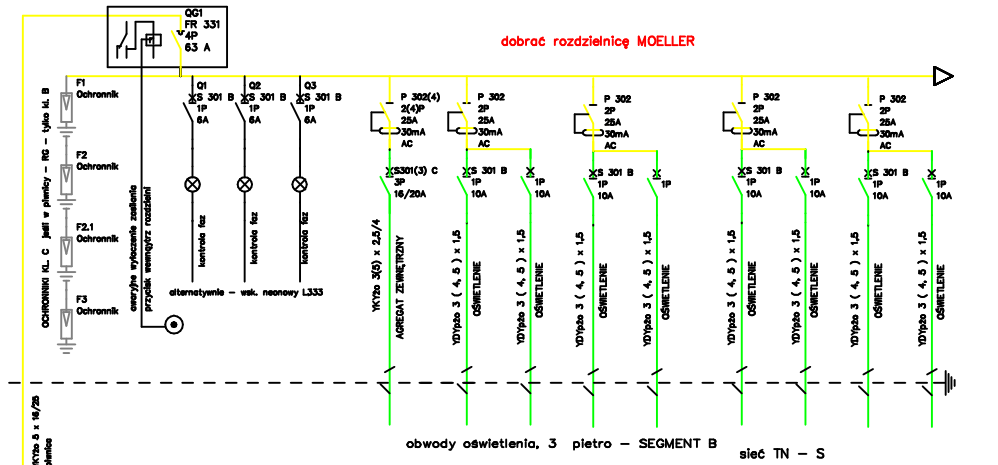 QG1
FR 331
4P
63 A
dobrać rozdzielnicę MOELLER
OCHRONNIKI KL. C jeśli w piwnicy - RG - tylko kl. B
F1
Ochronnik
F2
Ochronnik
F2.1
Ochronnik
F3
Ochronnik
awaryjne wyłaczenie zasilania
przycisk wewnątrz rozdzielni
Q1
S 301 B
1P
6A
kontrola faz
Q2
S 301 B
1P
6A
kontrola faz
Q3
S 301 B
1P
6A
kontrola faz
alternatywnie - wsk. neonowy L333
P 302(4)
2(4)P
25A
30mA
AC
S301(3) C
3P
16/20A
YKYżo 3(5) x 2,5/4
AGREGAT ZEWNĘTRZNY
P 302
2P
25A
30mA
AC
S 301 B
1P
10A
1P
10A
YDYpżo 3 ( 4, 5 ) x 1,5
OŚWIETLENIE
YDYpżo 3 ( 4, 5 ) x 1,5
OŚWIETLENIE
P 302
2P
25A
30mA
AC
S 301 B
1P
10A
1P
YDYpżo 3 ( 4, 5 ) x 1,5
OŚWIETLENIE
YDYpżo 3 ( 4, 5 ) x 1,5
OŚWIETLENIE
P 302
2P
25A
30mA
AC
S 301 B
1P
10A
1P
10A
YDYpżo 3 ( 4, 5 ) x 1,5
OŚWIETLENIE
YDYpżo 3 ( 4, 5 ) x 1,5
OŚWIETLENIE
P 302
2P
25A
30mA
AC
S 301 B
1P
10A
1P
10A
YDYpżo 3 ( 4, 5 ) x 1,5
OŚWIETLENIE
YDYpżo 3 ( 4, 5 ) x 1,5
OŚWIETLENIE
5 x 16/25
obwody oświetlenia, 3 pietro - SEGMENT B
sieć TN - S